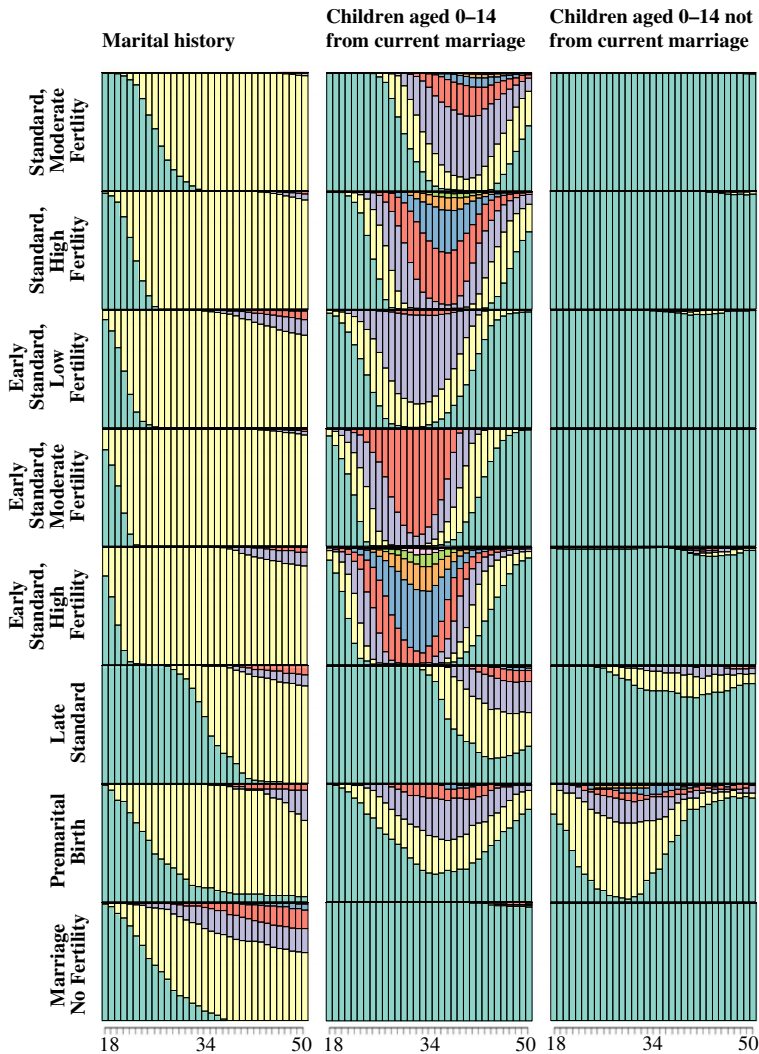 Marital history
Children aged 0–14
from current marriage
Children aged 0–14 not
from current marriage
Standard,
Moderate
Fertlity
Standard,
High
Fertility
Early
Standard,
Low
Fertility
Early
Standard,
Moderate
Fertility
Early
Standard,
High
Fertility
Late
Standard
Premarital
Birth
Marriage
No Fertility
18 34 50 18 34 50 18 34 50